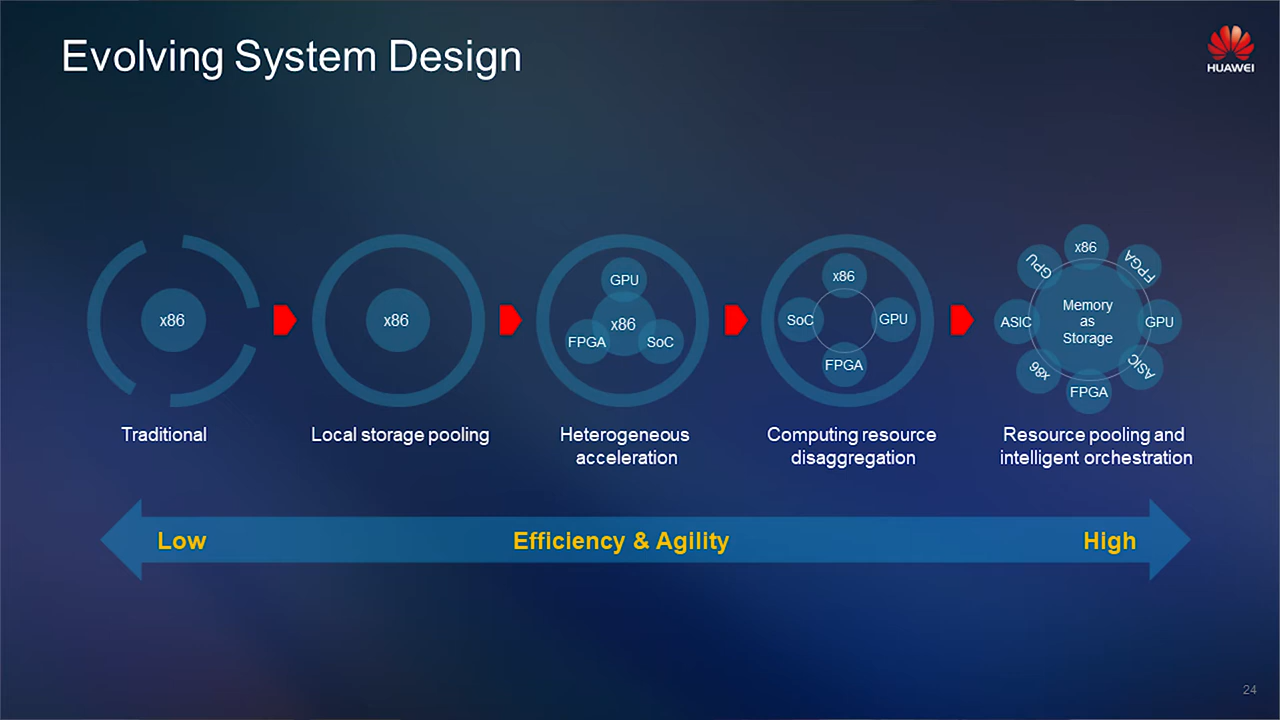 Evolving System Design
HUAWEI
x86
x86
GPU
x86
FPGA
SoC
x86
SoC
GPU
FPGA
x86
FPGA
GPU
ASIC
FPGA
x86
ASIC
GPU
Memory
as
Storage
Traditional
Local storage pooling
Heterogeneous
acceleration
Computing resource
disaggregation
Resource pooling and
intelligent orchestration
Low
Efficiency & Agility
High
24